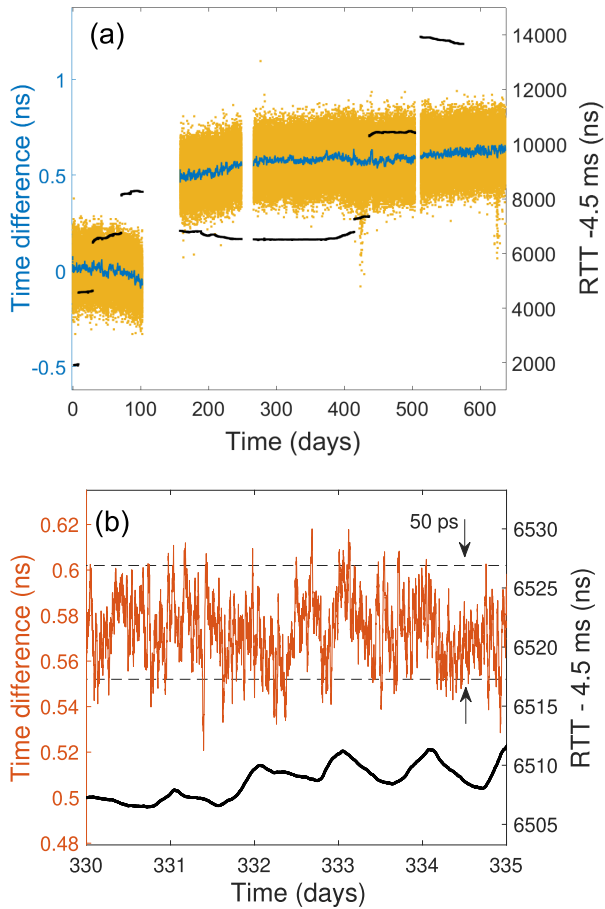 (a)
Time difference (ns)
1
0.5
0
-0.5
14000
12000
10000
8000
6000
4000
2000
RTT -4.5 ms (ns)
0 100 200 300 400 500 600
Time (days)
(b)
50 ps
Time difference (ns)
0.62
0.6
0.58
0.56
0.54
0.52
0.5
0.48
6530
6525
6520
6515
6510
6505
RTT - 4.5 ms (ns)
330 331 332 333 334 335
Time (days)